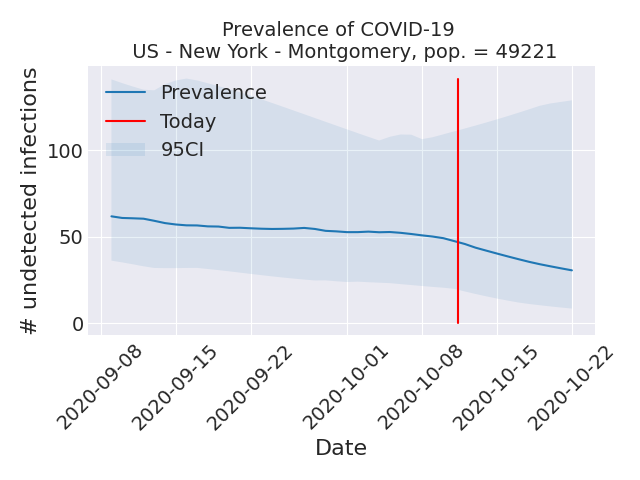 Prevalence of COVID-19
US - New York - Montgomery, pop. = 49221
# undetected infections
100
50
0
Prevalence
Today
95CI
2020-09-08
2020-09-15
2020-09-22
2020-10-01
2020-10-08
2020-10-15
2020-10-22
Date